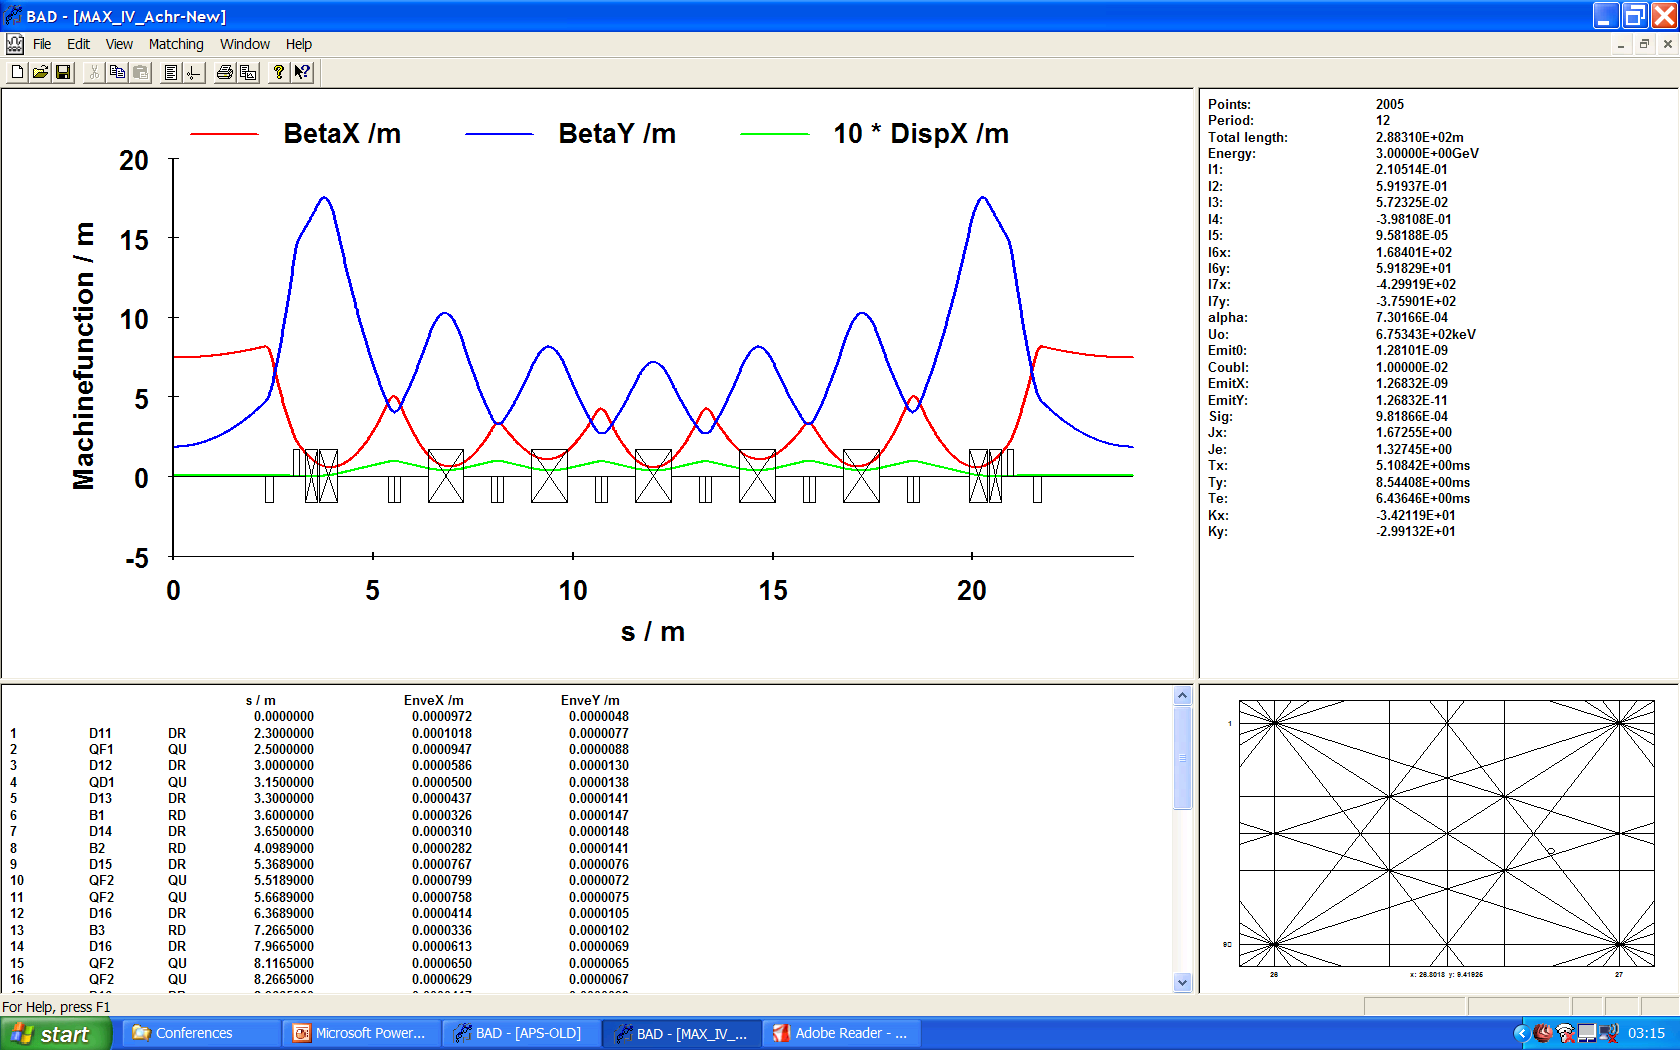 BAD - [MAX_IV_Achr-New]
File Edit View Matching Window Help
BetaX /m BetaY /m 10 * DispX /m
Machinefunction / m
20
15
10
5
0
-5
0 5 10 15 20
s / m
Points: 2005
Period: 12
Total length: 2.88310E+02m
Energy: 3.00000E+00GeV
I1: 2.10514E-01
I2: 5.91937E-01
I3: 5.72325E-02
I4: -3.98108E-01
I5: 9.58188E-05
I6x: 1.68401E+02
I6y: 5.91829E+01
I7x: -4.29919E+02
I7y: -3.75901E+02
alpha: 7.30166E-04
Uo: 6.75343E+02keV
Emit0: 1.28101E-09
Coubl: 1.00000E-02
EmitX: 1.26832E-09
EmitY: 1.26832E-11
Sig: 9.81866E-04
Jx: 1.67255E+00
Je: 1.32745E+00
Tx: 5.10842E+00ms
Ty: 8.54408E+00ms
Te: 6.43646E+00ms
Kx: -3.42119E+01
Ky: -2.99132E+01
s / m EnveX /m EnveY /m
0.0000000 0.0000972 0.0000048
1 D11 DR 2.3000000 0.0001018 0.0000077
2 QF1 QU 2.5000000 0.0000947 0.0000088
3 D12 DR 3.0000000 0.0000586 0.0000130
4 QD1 QU 3.1500000 0.0000500 0.0000138
5 D13 DR 3.3000000 0.0000437 0.0000141
6 B1 RD 3.6000000 0.0000326 0.0000147
7 D14 DR 3.6500000 0.0000310 0.0000148
8 B2 RD 4.0989000 0.0000282 0.0000141
9 D15 DR 5.3689000 0.0000767 0.0000076
10 QF2 QU 5.5189000 0.0000799 0.0000072
11 QF2 QU 5.6689000 0.0000758 0.0000075
12 D16 DR 6.3689000 0.0000414 0.0000105
13 B3 RD 7.2665000 0.0000336 0.0000102
14 D16 DR 7.9665000 0.0000613 0.0000069
15 QF2 QU 8.1165000 0.0000650 0.0000065
16 QF2 QU 8.2665000 0.0000629 0.0000067
1
26 x: 26.8018 y: 9.41925 27
For Help, press F1
start Conferences Microsoft Power... BAD - [APS-OLD] BAD - [MAX_IV_... Adobe Reader - ... 03:15